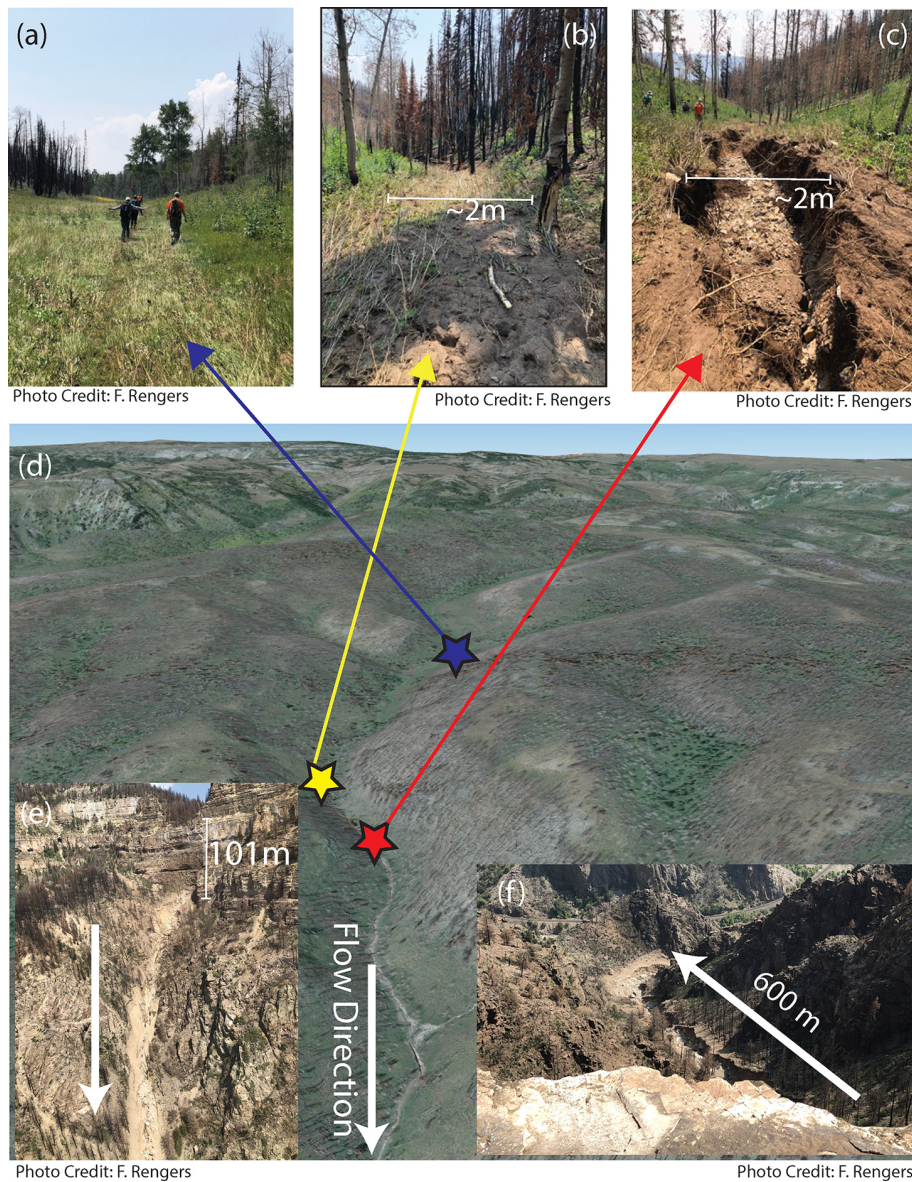 (a)
(b)
(c)
~2m
~2m
Photo Credit: F. Rengers
Photo Credit: F. Rengers
Photo Credit: F. Rengers
(d)
(e)
101m
Flow Direction
(f)
600 m
Photo Credit: F. Rengers
Photo Credit: F. Rengers